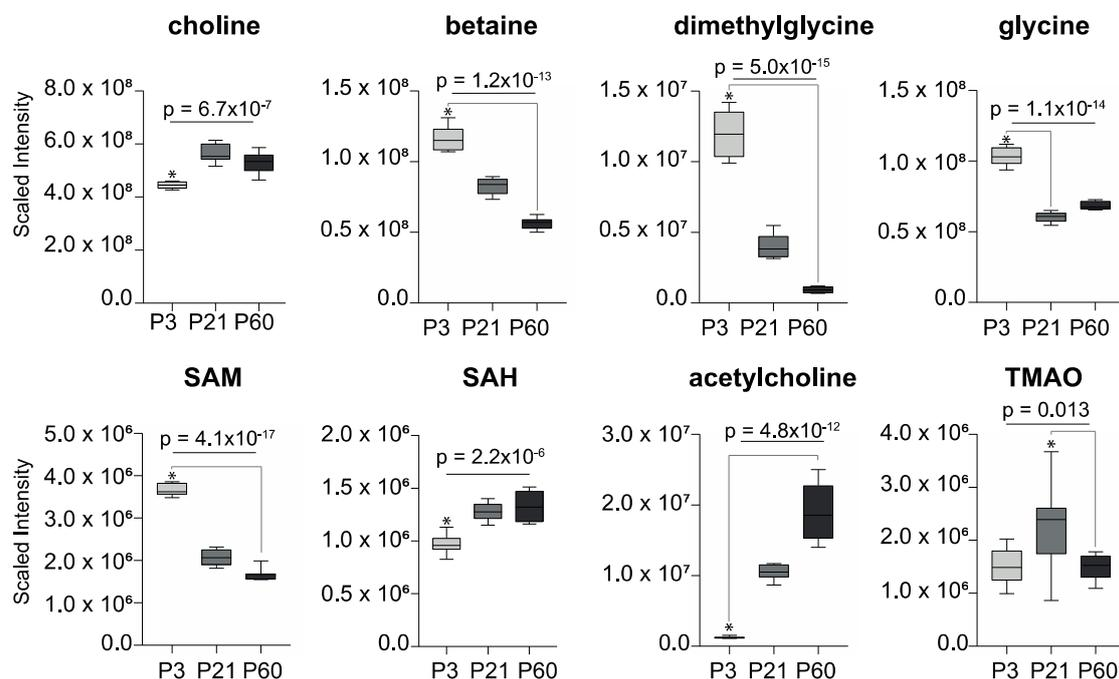 choline
betaine
dimethylglycine
glycine
Scaled Intensity
8.0 x 10⁸
6.0 x 10⁸
4.0 x 10⁸
2.0 x 10⁸
0.0
p = 6.7x10⁻⁷
*
P3 P21 P60
1.5 x 10⁸
1.0 x 10⁸
0.5 x 10⁸
0.0
p = 1.2x10⁻¹³
*
P3 P21 P60
1.5 x 10⁷
1.0 x 10⁷
0.5 x 10⁷
0.0
p = 5.0x10⁻¹⁵
*
P3 P21 P60
1.5 x 10⁸
1.0 x 10⁸
0.5 x 10⁸
0.0
p = 1.1x10⁻¹⁴
*
P3 P21 P60
SAM
SAH
acetylcholine
TMAO
Scaled Intensity
5.0 x 10⁶
4.0 x 10⁶
3.0 x 10⁶
2.0 x 10⁶
1.0 x 10⁶
0.0
p = 4.1x10⁻¹⁷
*
P3 P21 P60
2.0 x 10⁶
1.5 x 10⁶
1.0 x 10⁶
0.5 x 10⁶
0.0
p = 2.2x10⁻⁶
*
P3 P21 P60
3.0 x 10⁷
2.0 x 10⁷
1.0 x 10⁷
0.0
p = 4.8x10⁻¹²
*
P3 P21 P60
4.0 x 10⁶
3.0 x 10⁶
2.0 x 10⁶
1.0 x 10⁶
0.0
p = 0.013
*
P3 P21 P60